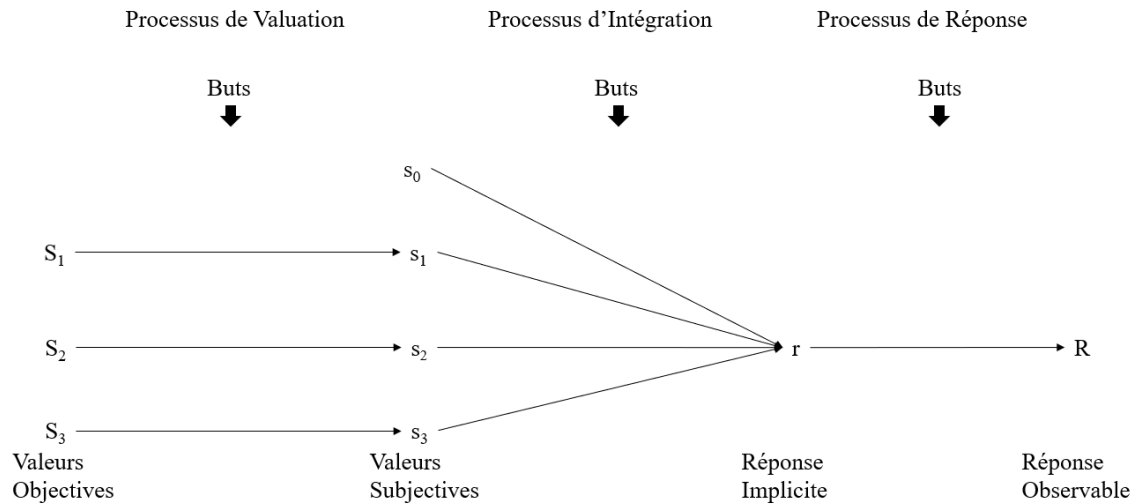 Processus de Valuation
Processus d’Intégration
Processus de Réponse
Buts
Buts
Buts
s₀
S₁
s₁
S₂
s₂
r
R
S₃
s₃
Valeurs
Objectives
Valeurs
Subjectives
Réponse
Implicite
Réponse
Observable